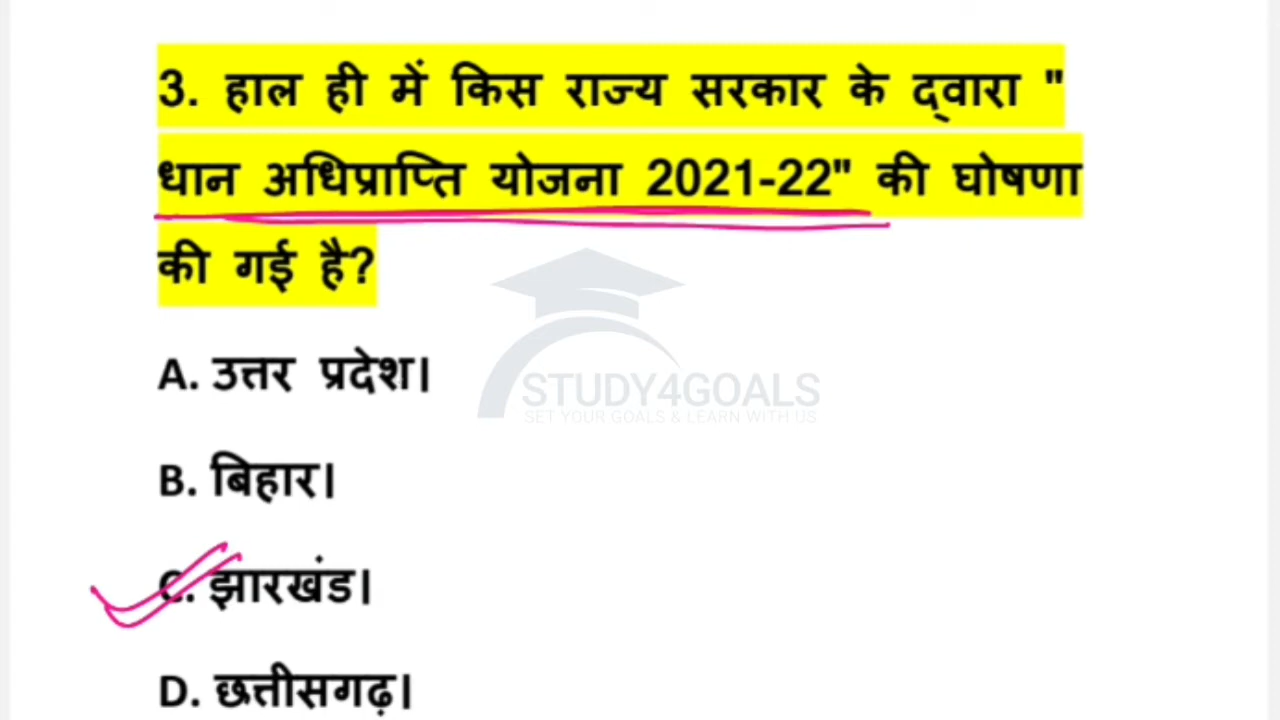 3. हाल ही में किस राज्य सरकार के द्वारा "
धान अधिप्राप्ति योजना 2021-22" की घोषणा
की गई है?
A. उत्तर प्रदेश।
STUDY4GOALS
SET YOUR GOALS & LEARN WITH US
B. बिहार।
C. झारखंड।
D. छत्तीसगढ़।